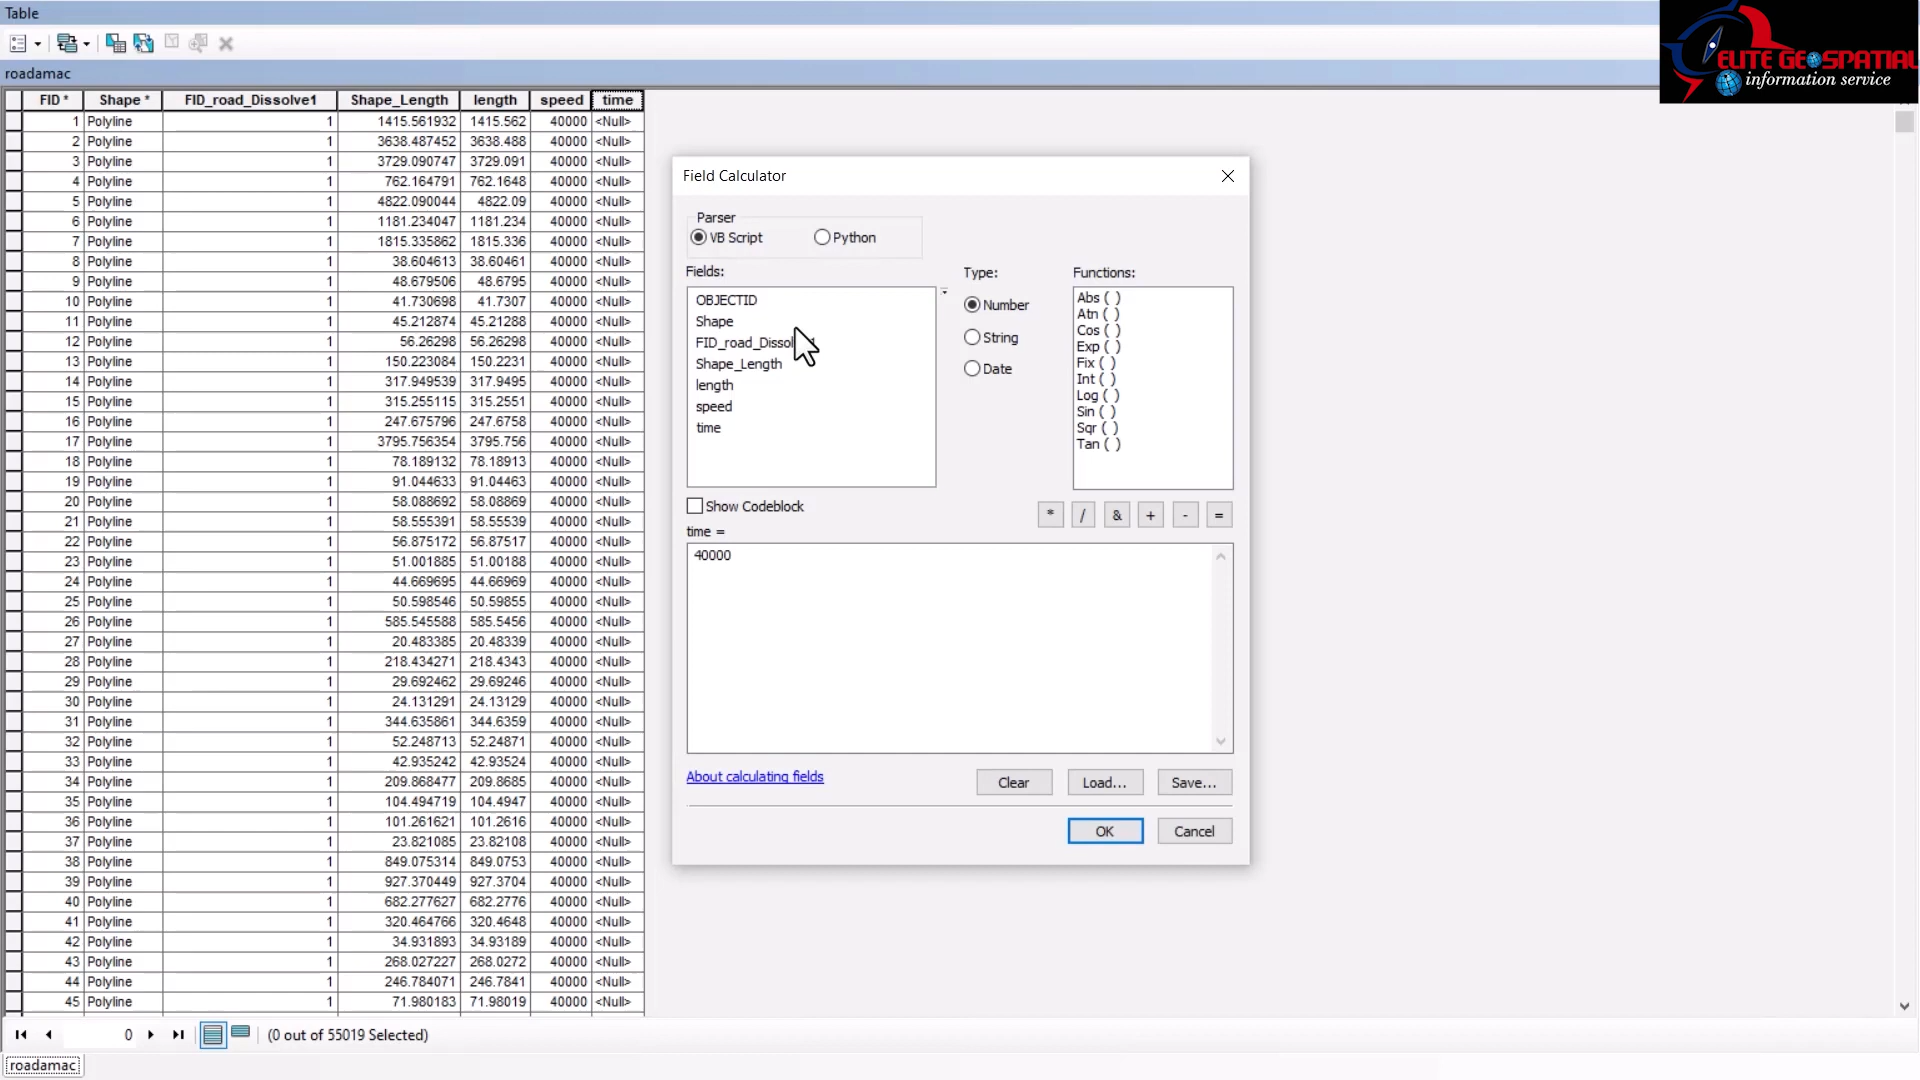 Table
ELITE GEOSPATIAL
information service
roadamac
FID * Shape * FID_road_Dissolve1 Shape_Length length speed time
1 Polyline 1 1415.561932 1415.562 40000 <Null>
2 Polyline 1 3638.487452 3638.488 40000 <Null>
3 Polyline 1 3729.090747 3729.091 40000 <Null>
4 Polyline 1 762.164791 762.1648 40000 <Null>
5 Polyline 1 4822.090044 4822.09 40000 <Null>
6 Polyline 1 1181.234047 1181.234 40000 <Null>
7 Polyline 1 1815.335862 1815.336 40000 <Null>
8 Polyline 1 38.604613 38.60461 40000 <Null>
9 Polyline 1 48.679506 48.6795 40000 <Null>
10 Polyline 1 41.730698 41.7307 40000 <Null>
11 Polyline 1 45.212874 45.21288 40000 <Null>
12 Polyline 1 56.26298 56.26298 40000 <Null>
13 Polyline 1 150.223084 150.2231 40000 <Null>
14 Polyline 1 317.949539 317.9495 40000 <Null>
15 Polyline 1 315.255115 315.2551 40000 <Null>
16 Polyline 1 247.675796 247.6758 40000 <Null>
17 Polyline 1 3795.756354 3795.756 40000 <Null>
18 Polyline 1 78.189132 78.18913 40000 <Null>
19 Polyline 1 91.044633 91.04463 40000 <Null>
20 Polyline 1 58.088692 58.08869 40000 <Null>
21 Polyline 1 58.555391 58.55539 40000 <Null>
22 Polyline 1 56.875172 56.87517 40000 <Null>
23 Polyline 1 51.001885 51.00188 40000 <Null>
24 Polyline 1 44.669695 44.66969 40000 <Null>
25 Polyline 1 50.598546 50.59855 40000 <Null>
26 Polyline 1 585.545588 585.5456 40000 <Null>
27 Polyline 1 20.483385 20.48339 40000 <Null>
28 Polyline 1 218.434271 218.4343 40000 <Null>
29 Polyline 1 29.692462 29.69246 40000 <Null>
30 Polyline 1 24.131291 24.13129 40000 <Null>
31 Polyline 1 344.635861 344.6359 40000 <Null>
32 Polyline 1 52.248713 52.24871 40000 <Null>
33 Polyline 1 42.935242 42.93524 40000 <Null>
34 Polyline 1 209.868477 209.8685 40000 <Null>
35 Polyline 1 104.494719 104.4947 40000 <Null>
36 Polyline 1 101.261621 101.2616 40000 <Null>
37 Polyline 1 23.821085 23.82108 40000 <Null>
38 Polyline 1 849.075314 849.0753 40000 <Null>
39 Polyline 1 927.370449 927.3704 40000 <Null>
40 Polyline 1 682.277627 682.2776 40000 <Null>
41 Polyline 1 320.464766 320.4648 40000 <Null>
42 Polyline 1 34.931893 34.93189 40000 <Null>
43 Polyline 1 268.027227 268.0272 40000 <Null>
44 Polyline 1 246.784071 246.7841 40000 <Null>
45 Polyline 1 71.980183 71.98019 40000 <Null>
Field Calculator
Parser
VB Script Python
Fields:
OBJECTID
Shape
Shape_Length
length
speed
time
Type:
Number
String
Date
Functions:
Abs ( )
Atn ( )
Cos ( )
Exp ( )
Fix ( )
Int ( )
Log ( )
Sin ( )
Sqr ( )
Tan ( )
Show Codeblock
* / & + - =
time =
40000
About calculating fields
Clear Load... Save...
OK Cancel
0 (0 out of 55019 Selected)
roadamac